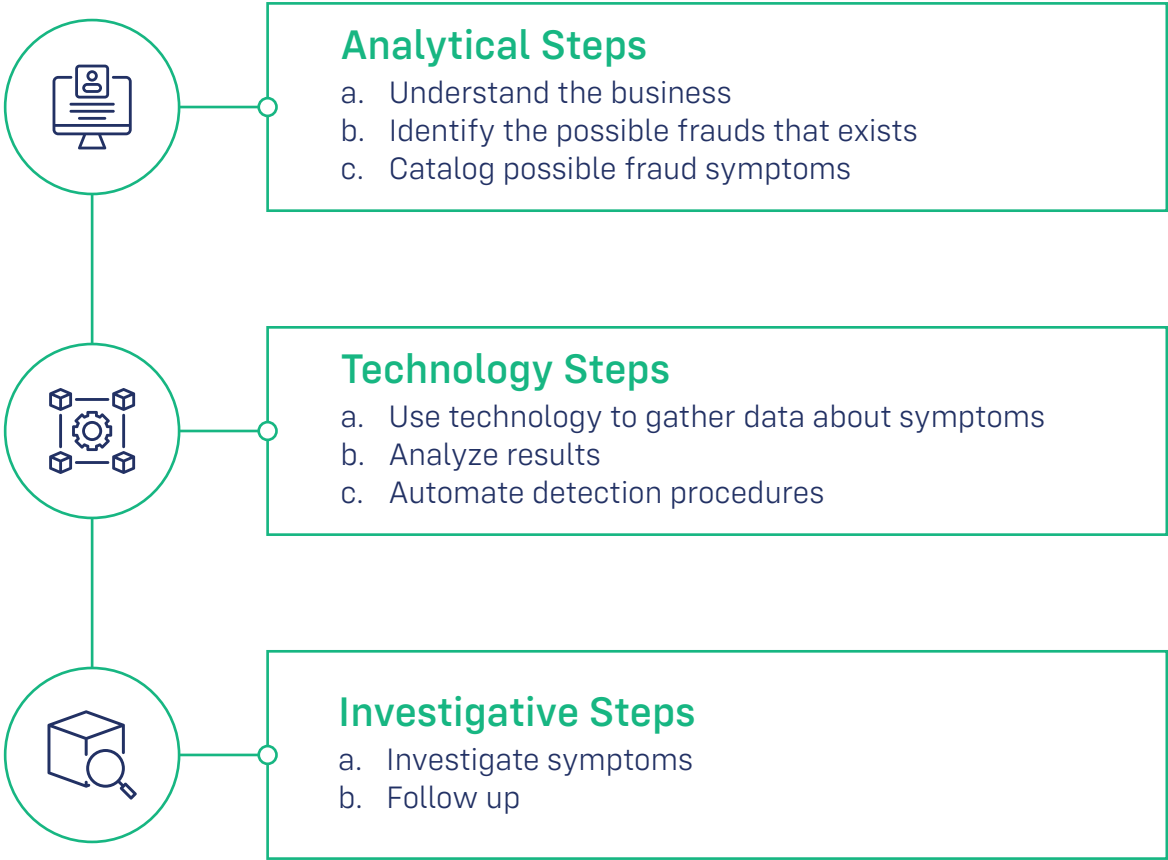 Analytical Steps
a. Understand the business
b. Identify the possible frauds that exists
c. Catalog possible fraud symptoms
Technology Steps
a. Use technology to gather data about symptoms
b. Analyze results
c. Automate detection procedures
Investigative Steps
a. Investigate symptoms
b. Follow up